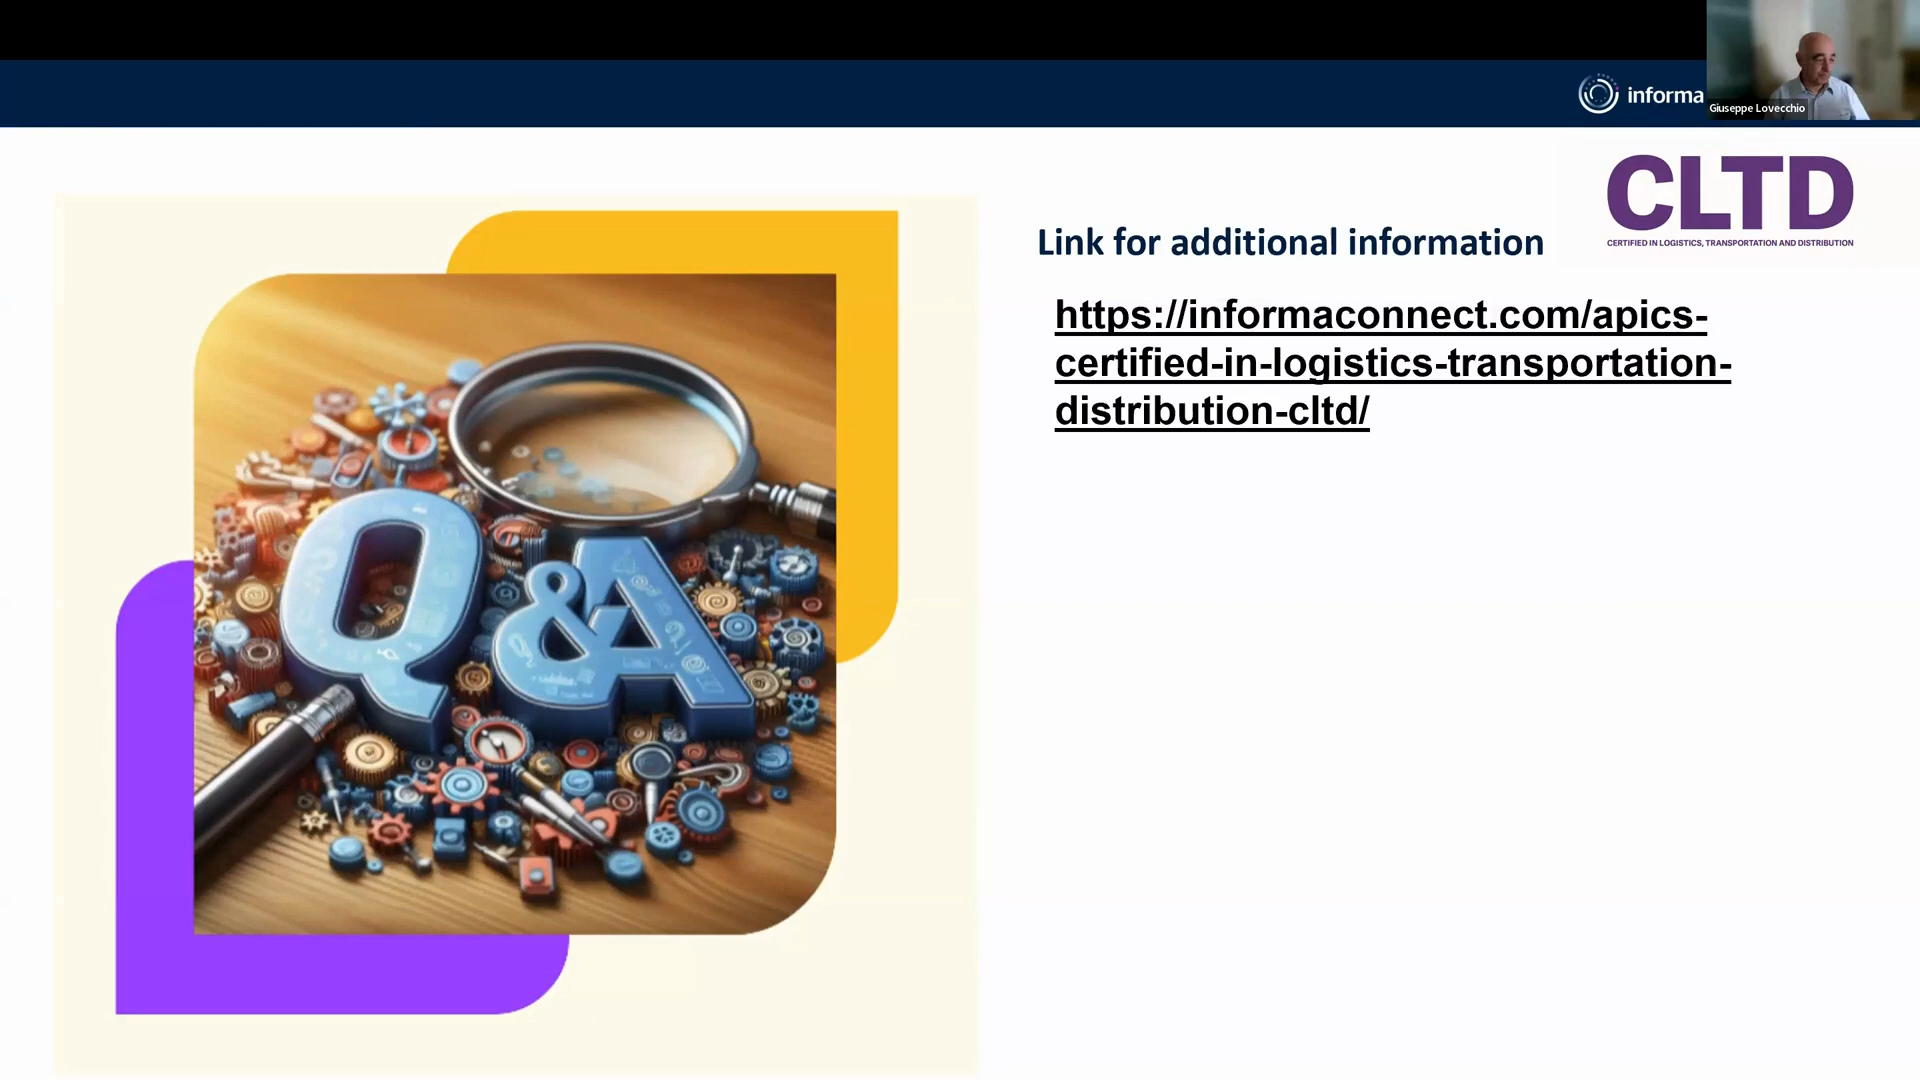 informa
Giuseppe Lovecchio
CLTD
CERTIFIED IN LOGISTICS, TRANSPORTATION AND DISTRIBUTION
Link for additional information
https://informaconnect.com/apics-
certified-in-logistics-transportation-
distribution-cltd/
Q&A